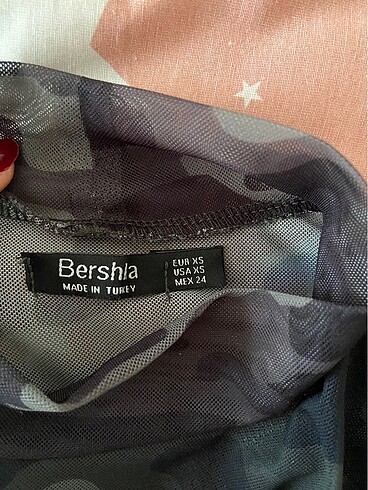 Bershka
MADE IN TURKEY
EUR XS
USA XS
MEX 24